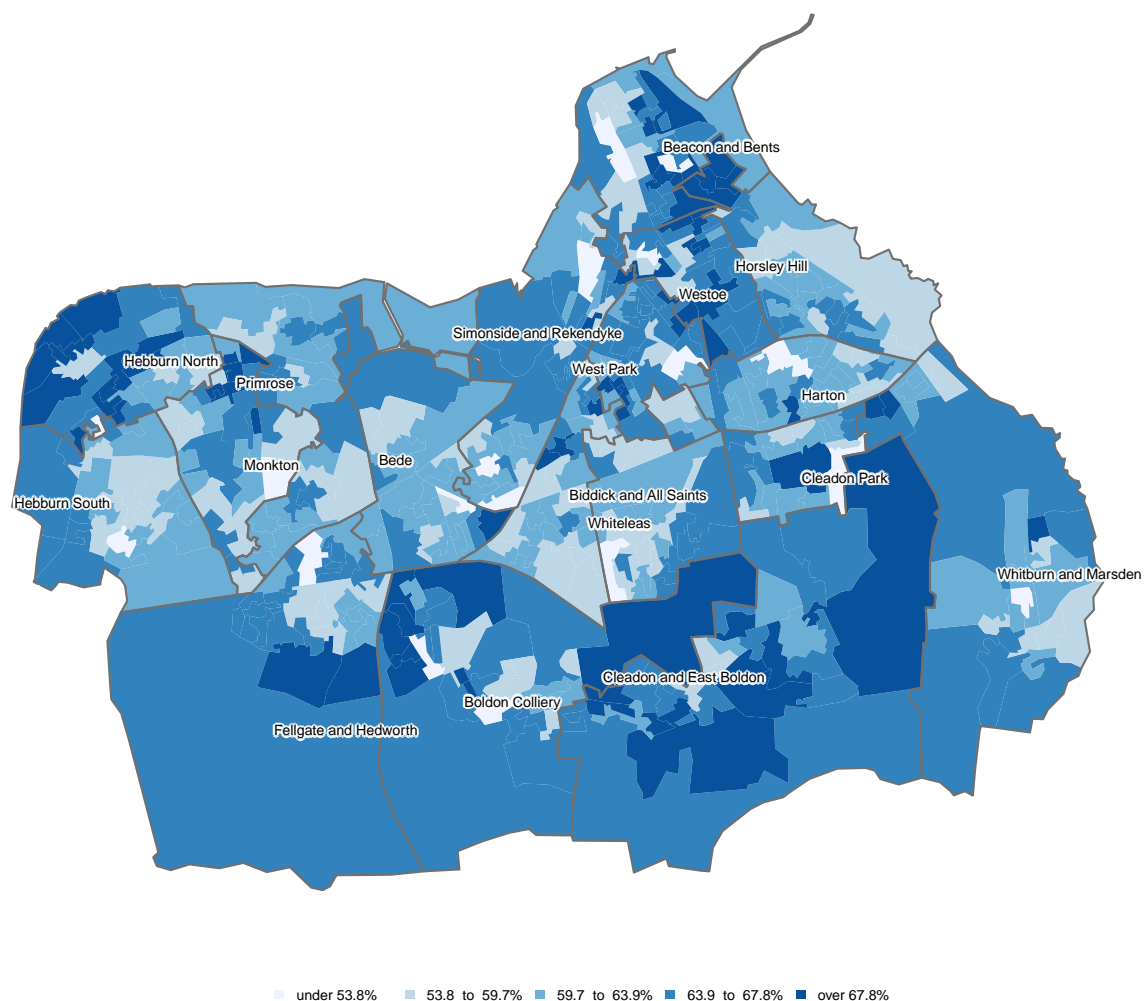 Beacon and Bents
Horsley Hill
Westoe
Simonside and Rekendyke
Hebburn North
West Park
Primrose
Harton
Bede
Monkton
Cleadon Park
Biddick and All Saints
Hebburn South
Whiteleas
Whitburn and Marsden
Cleadon and East Boldon
Boldon Colliery
Fellgate and Hedworth
under 53.8% 53.8 to 59.7% 59.7 to 63.9% 63.9 to 67.8% over 67.8%